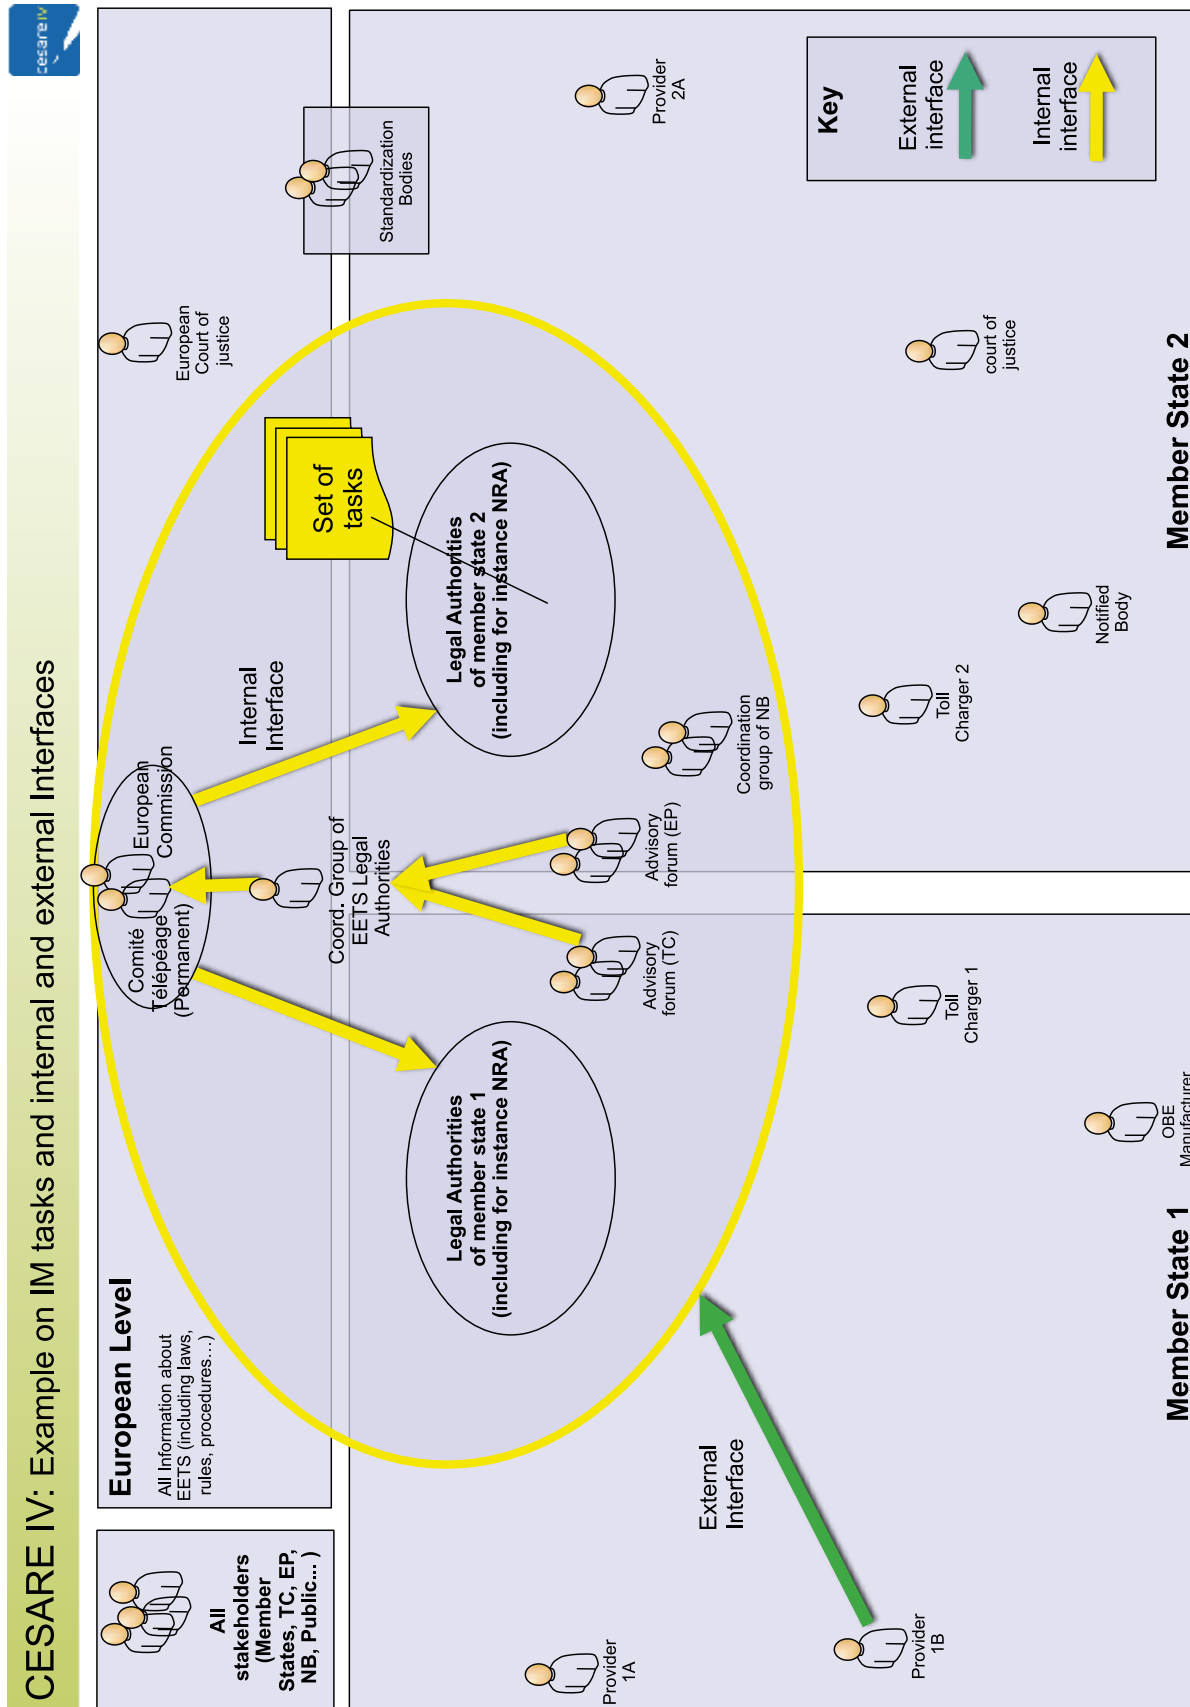 CESARE IV: Example on IM tasks and internal and external Interfaces
cesare IV
All
stakeholders
(Member
States, TC, EP,
NB, Public... )
European Level
All Information about
EETS (including laws,
rules, procedures...)
Comité
Télépéage
(Permanent)
European
Commission
Internal
Interface
European
Court of
justice
Standardization
Bodies
Coord. Group of
EETS Legal
Authorities
Set of
tasks
Legal Authorities
of member state 1
(including for instance NRA)
Legal Authorities
of member state 2
(including for instance NRA)
Advisory
forum (TC)
Advisory
forum (EP)
Coordination
group of NB
Provider
1A
External
Interface
Provider
2A
Provider
1B
Toll
Charger 1
Toll
Charger 2
court of
justice
Notified
Body
OBE
Manufacturer
Member State 1
Member State 2
Key
External
interface
Internal
interface